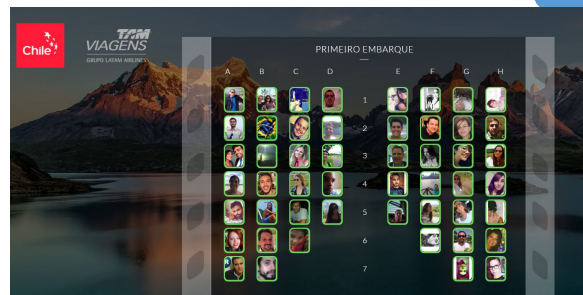 Chile
TAM
VIAGENS
GRUPO LATAM AIRLINES
PRIMEIRO EMBARQUE
A B C D E F G H
1
2
3
4
5
6
7